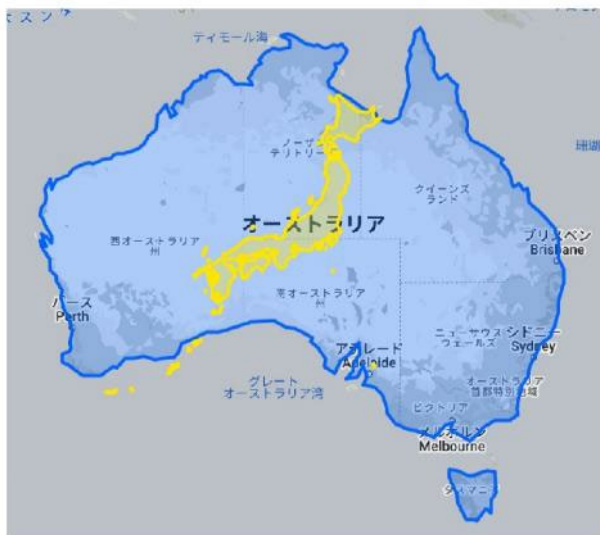 ティモール海
珊瑚
ノーザン
テリトリー
クイーンズ
ランド
オーストラリア
西オーストラリア
州
ブリスベン
Brisbane
南オーストラリア
州
パース
Perth
ニューサウス
ウェールズ
シドニー
Sydney
アデレード
Adelaide
グレート
オーストラリア湾
オーストラリア
首都特別地域
ビクトリア
メルボルン
Melbourne
タスマニア